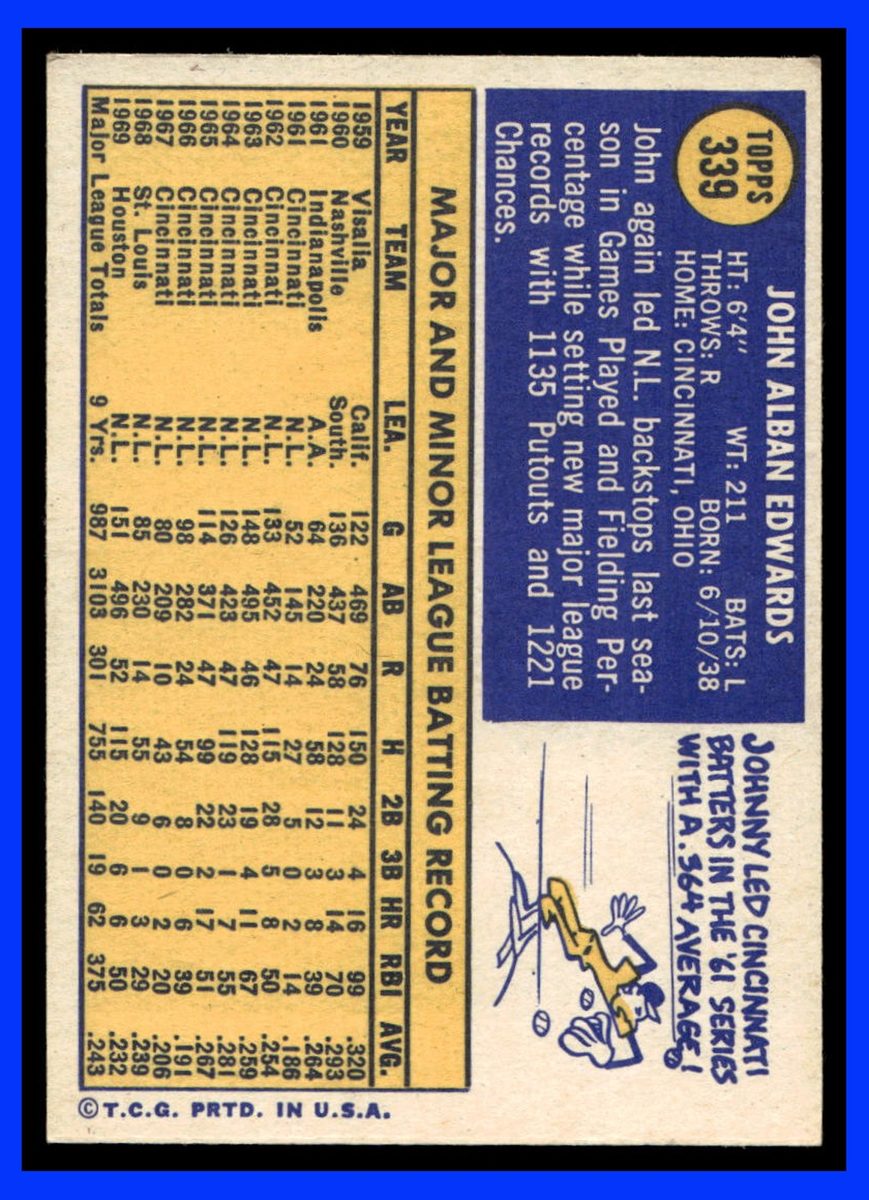 TOPPS
339
JOHN ALBAN EDWARDS
HT: 6'4" WT: 211 BATS: L
THROWS: R BORN: 6/10/38
HOME: CINCINNATI, OHIO
John again led N.L. backstops last sea-
son in Games Played and Fielding Per-
centage while setting new major league
records with 1135 Putouts and 1221
Chances.
JOHNNY LED CINCINNATI
BATTERS IN THE '61 SERIES
WITH A .364 AVERAGE!
MAJOR AND MINOR LEAGUE BATTING RECORD
YEAR TEAM LEA. G AB R H 2B 3B HR RBI AVG.
1959 Visalia Calif. 122 469 76 150 24 4 16 99 .320
1960 Nashville South. 136 437 58 128 11 3 14 70 .293
1961 Indianapolis A.A. 64 220 24 58 12 3 8 39 .264
1961 Cincinnati N.L. 52 145 14 27 5 0 2 14 .186
1962 Cincinnati N.L. 133 452 47 115 28 5 8 50 .254
1963 Cincinnati N.L. 148 495 46 128 19 4 11 67 .259
1964 Cincinnati N.L. 126 423 47 119 23 1 7 55 .281
1965 Cincinnati N.L. 114 371 47 99 22 2 17 51 .267
1966 Cincinnati N.L. 98 282 24 54 8 0 6 39 .191
1967 Cincinnati N.L. 80 209 10 43 6 0 2 20 .206
1968 St. Louis N.L. 85 230 14 55 9 1 3 29 .239
1969 Houston N.L. 151 496 52 115 20 6 6 50 .232
Major League Totals 9 Yrs. 987 3103 301 755 140 19 62 375 .243
© T.C.G. PRTD. IN U.S.A.